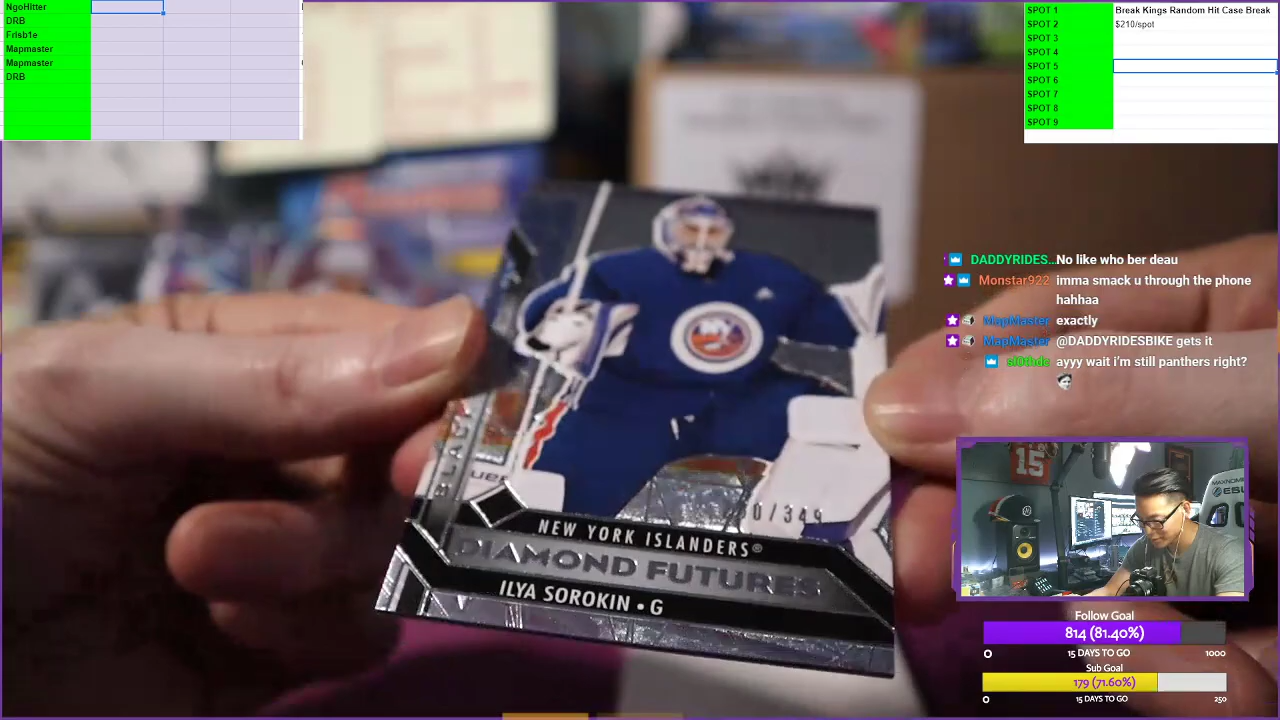 NgoHitter
DRB
Frisb1e
Mapmaster
Mapmaster
DRB
SPOT 1 Break Kings Random Hit Case Break
SPOT 2 $210/spot
SPOT 3
SPOT 4
SPOT 5
SPOT 6
SPOT 7
SPOT 8
SPOT 9
DADDYRIDES... No like who ber deau
Monstar922 imma smack u through the phone
hahhaa
MapMaster exactly
MapMaster @DADDYRIDESBIKE gets it
ayyy wait i'm still panthers right?
/349
NEW YORK ISLANDERS®
DIAMOND FUTURES
ILYA SOROKIN • G
15
Follow Goal
814 (81.40%)
0 15 DAYS TO GO 1000
Sub Goal
179 (71.60%)
0 15 DAYS TO GO 250